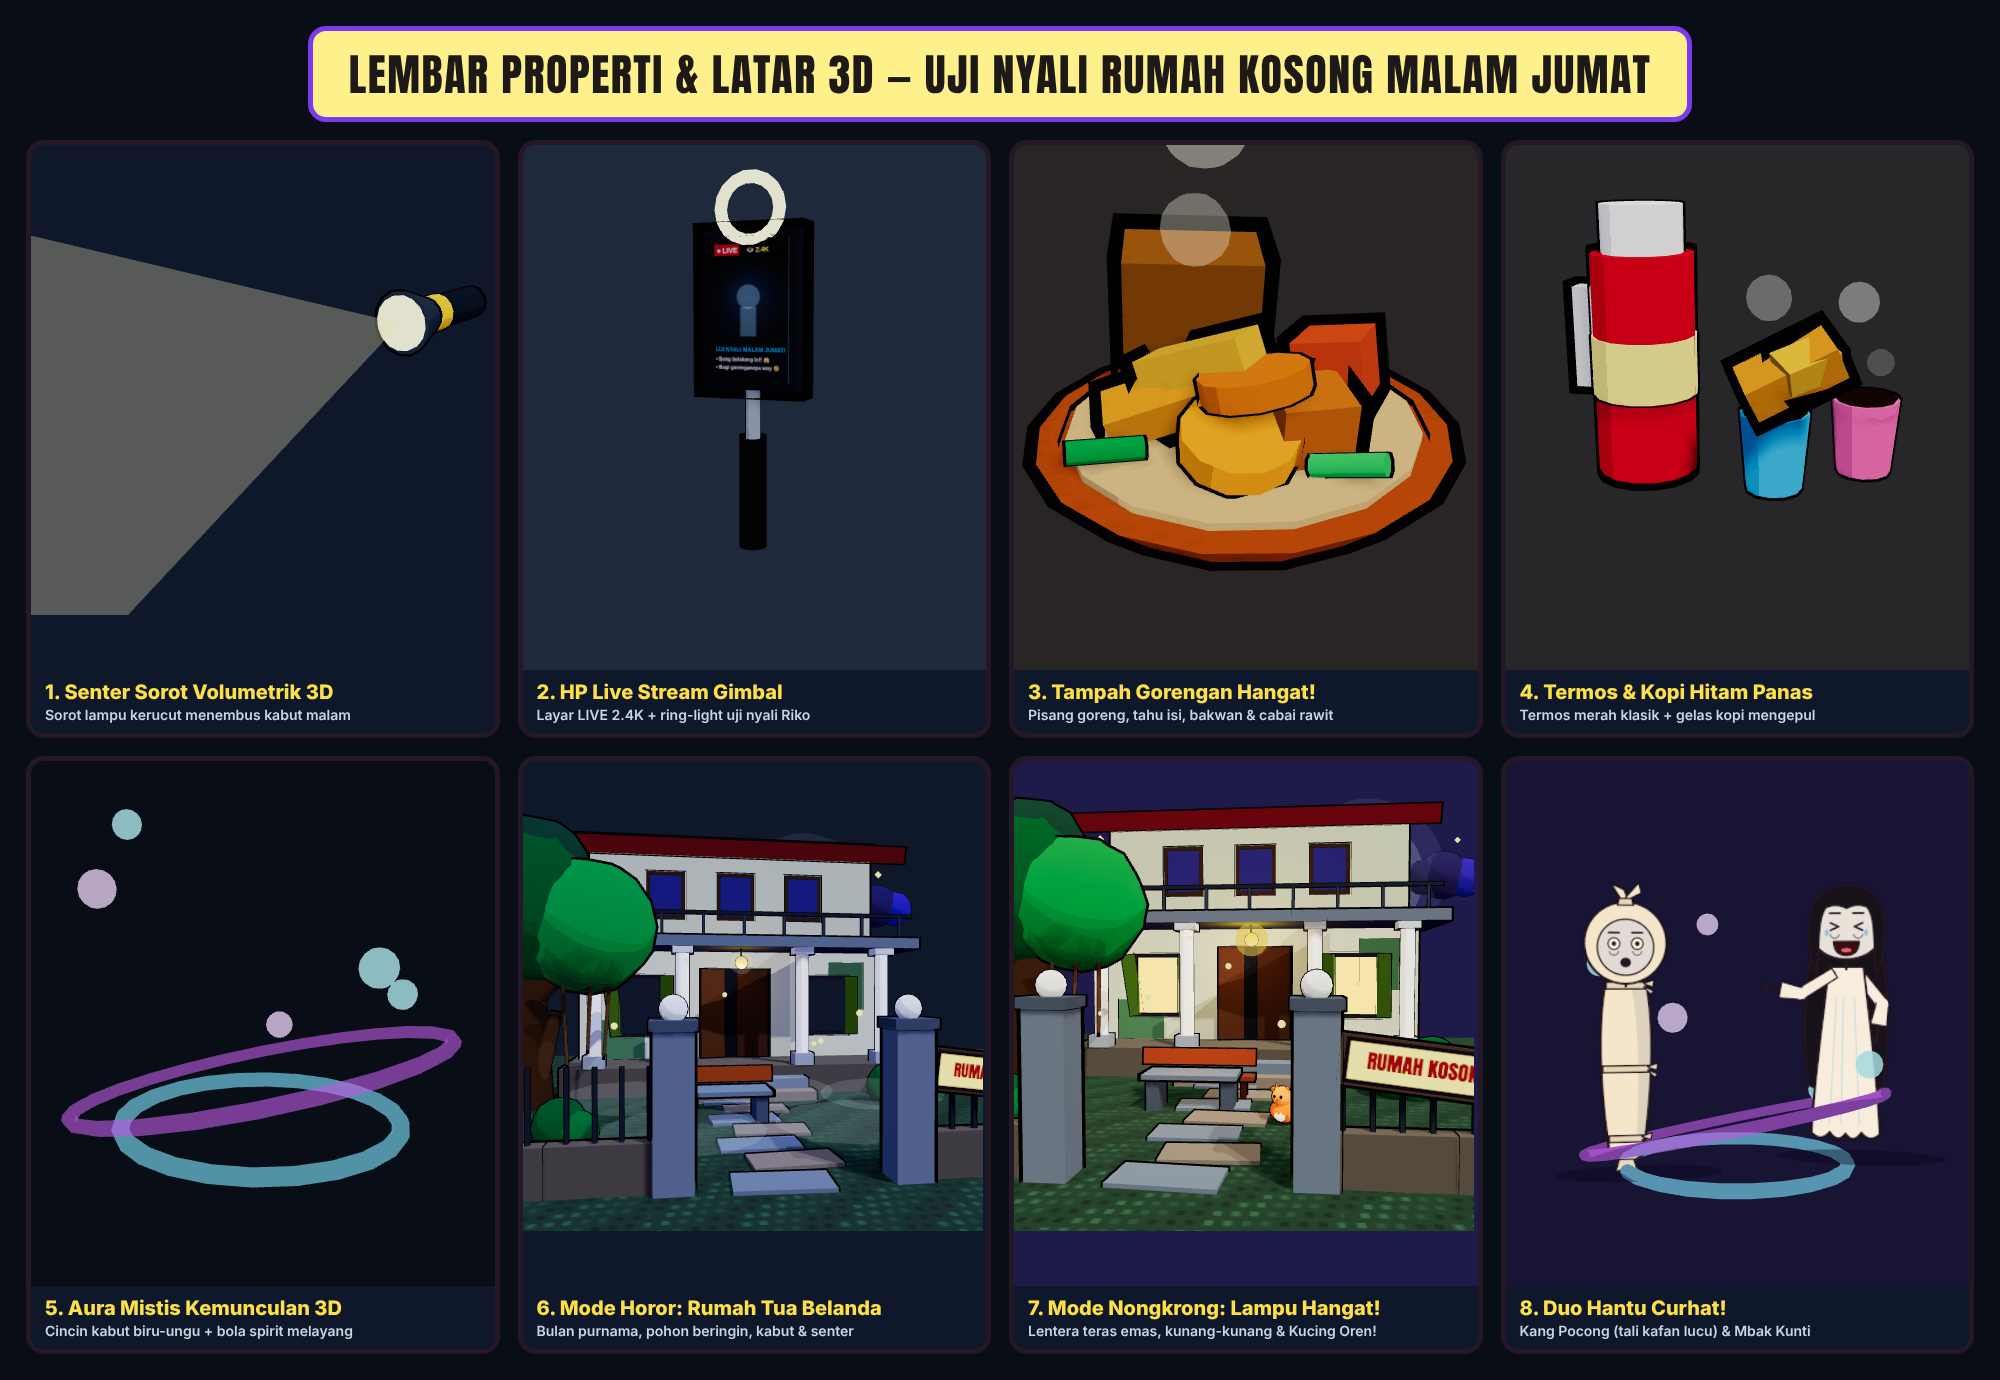 LEMBAR PROPERTI & LATAR 3D – UJI NYALI RUMAH KOSONG MALAM JUMAT
LIVE
2.4K
UJI NYALI MALAM JUMAT!
• Bang belakang lo!!
• Bagi gorengannya woy
1. Senter Sorot Volumetrik 3D
Sorot lampu kerucut menembus kabut malam
2. HP Live Stream Gimbal
Layar LIVE 2.4K + ring-light uji nyali Riko
3. Tampah Gorengan Hangat!
Pisang goreng, tahu isi, bakwan & cabai rawit
4. Termos & Kopi Hitam Panas
Termos merah klasik + gelas kopi mengepul
RUMA
RUMAH KOSON
5. Aura Mistis Kemunculan 3D
Cincin kabut biru-ungu + bola spirit melayang
6. Mode Horor: Rumah Tua Belanda
Bulan purnama, pohon beringin, kabut & senter
7. Mode Nongkrong: Lampu Hangat!
Lentera teras emas, kunang-kunang & Kucing Oren!
8. Duo Hantu Curhat!
Kang Pocong (tali kafan lucu) & Mbak Kunti